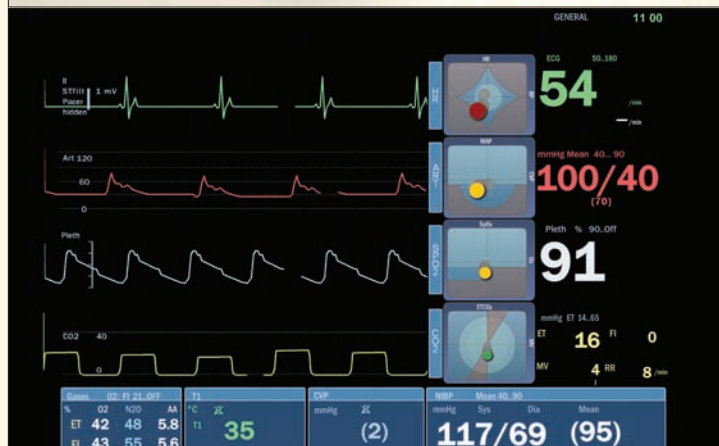 GENERAL 11 00
II
STfilt 1 mV
Pacer
hidden
HR
ECG 50..180
54 /min
– /min
Art 120
60
0
ART
MAP
CVP
mmHg Mean 40... 90
100/40
(70)
Pleth
SpO2
Pleth % 90..Off
91
CO2 40
0
CO2
ETCO2
MV
mmHg ET 14..65
ET 16 FI 0
MV 4 RR 8 /min
Gases O2: FI 21..OFF
% O2 N2O AA
ET 42 48 5.8
FI 43 55 5.6
T1
°C
T1 35
CVP
mmHg
(2)
NIBP Mean 40..90
mmHg Sys Dia Mean
117/69 (95)